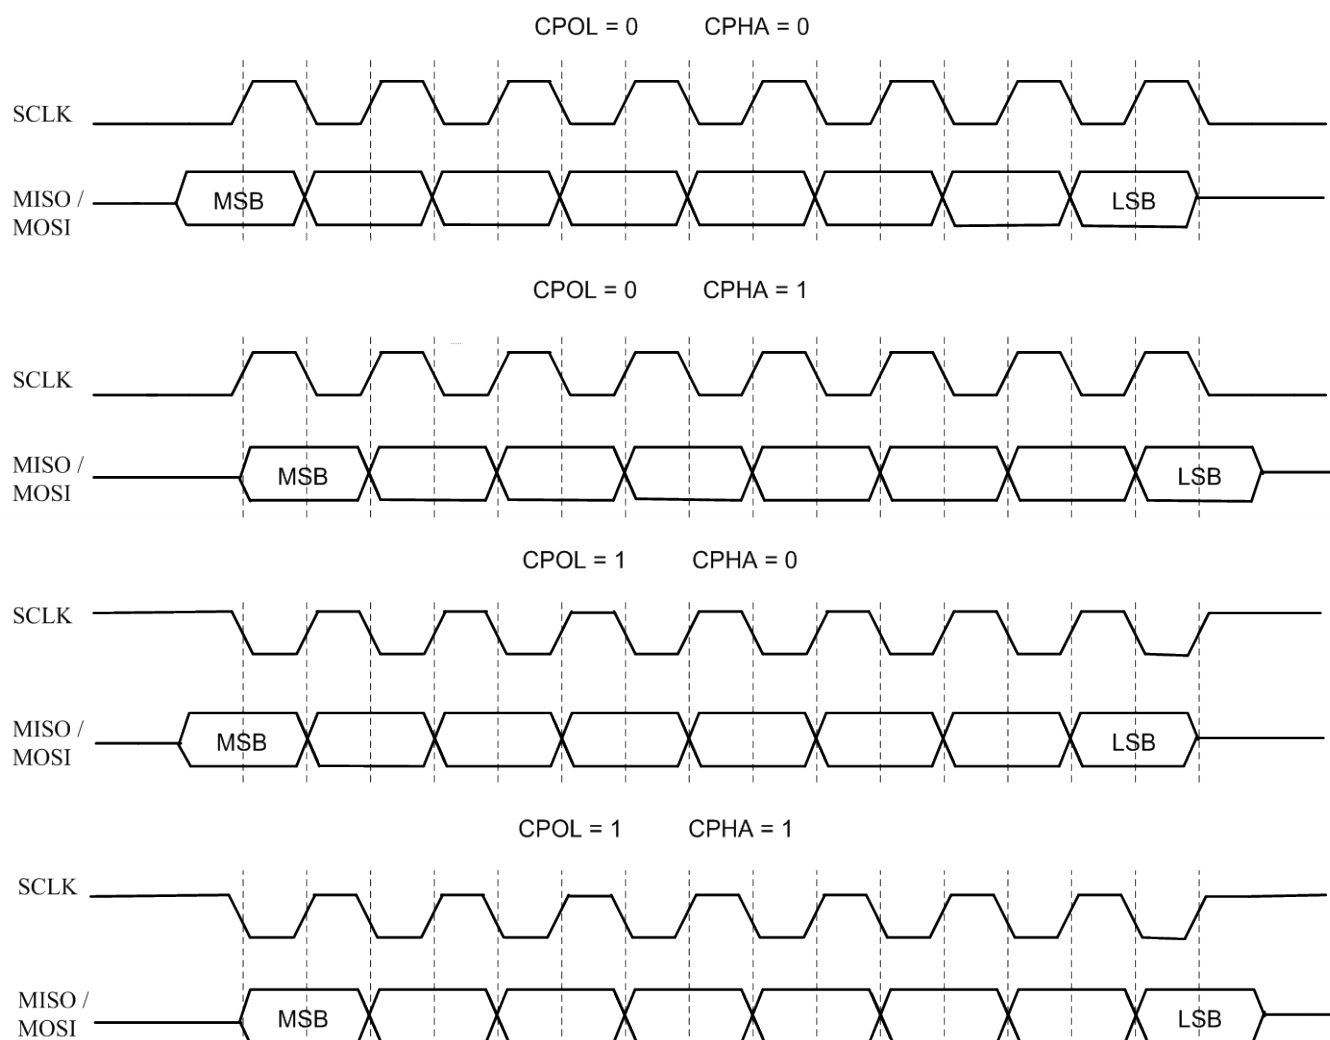 CPOL = 0 CPHA = 0
SCLK
MISO /
MOSI
MSB LSB
CPOL = 0 CPHA = 1
SCLK
MISO /
MOSI
MSB LSB
CPOL = 1 CPHA = 0
SCLK
MISO /
MOSI
MSB LSB
CPOL = 1 CPHA = 1
SCLK
MISO /
MOSI
MSB LSB